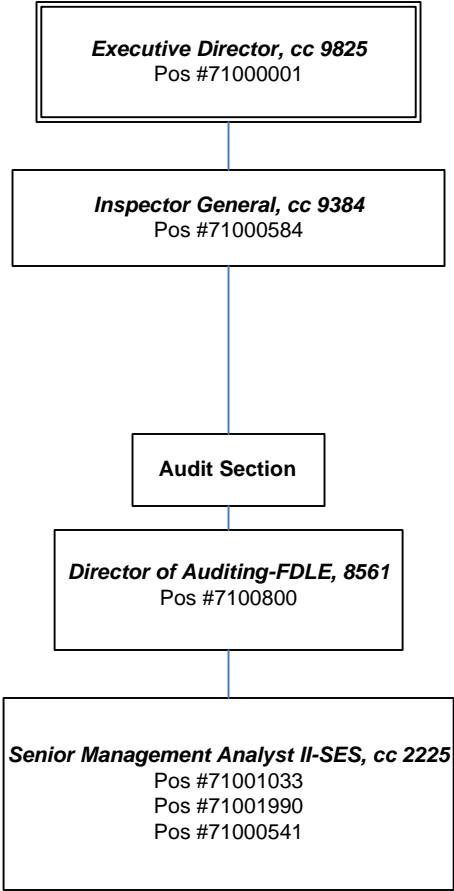 Executive Director, cc 9825
Pos #71000001
Inspector General, cc 9384
Pos #71000584
Audit Section
Director of Auditing-FDLE, 8561
Pos #7100800
Senior Management Analyst II-SES, cc 2225
Pos #71001033
Pos #71001990
Pos #71000541